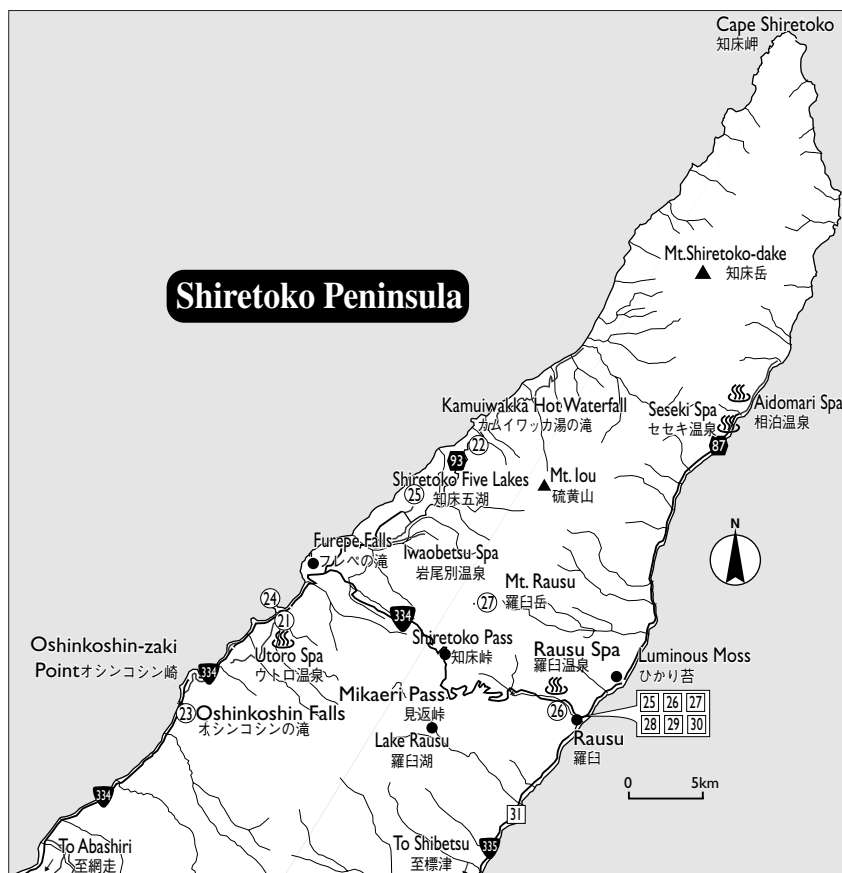 Cape Shiretoko
知床岬
Mt.Shiretoko-dake
知床岳
Shiretoko Peninsula
Kamuiwakka Hot Waterfall
カムイワッカ湯の滝
22
Seseki Spa
セセキ温泉
Aidomari Spa
相泊温泉
87
93
Shiretoko Five Lakes
知床五湖
25
Mt. Iou
硫黄山
N
Furepe Falls
フレペの滝
Iwaobetsu Spa
岩尾別温泉
Mt. Rausu
羅臼岳
27
24
21
334
Utoro Spa
ウトロ温泉
Shiretoko Pass
知床峠
Rausu Spa
羅臼温泉
Luminous Moss
ひかり苔
Oshinkoshin-zaki
Pointオシンコシン崎
334
Mikaeri Pass
見返峠
25 26 27
28 29 30
23
Oshinkoshin Falls
オシンコシンの滝
26
Lake Rausu
羅臼湖
Rausu
羅臼
0 5km
334
31
To Abashiri
至網走
To Shibetsu
至標津
335